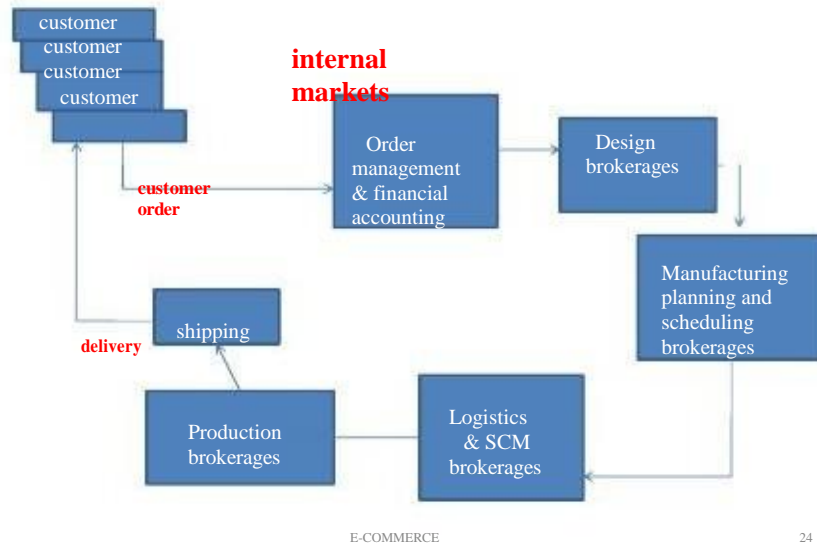 customer
customer
customer
customer
internal
markets
Order
management
& financial
accounting
Design
brokerages
customer
order
Manufacturing
planning and
scheduling
brokerages
shipping
delivery
Production
brokerages
Logistics
& SCM
brokerages
E-COMMERCE
24